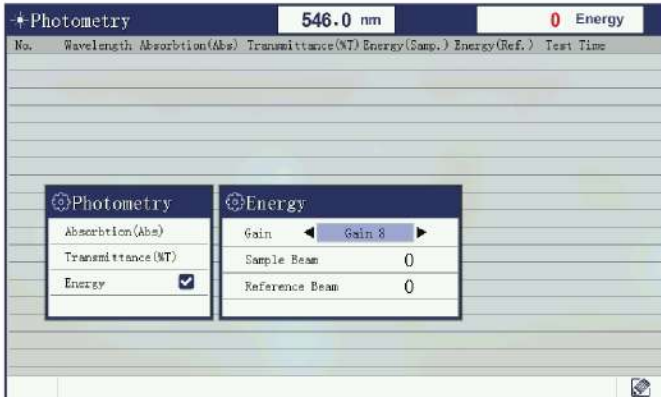 Photometry 546.0 nm 0 Energy
No. Wavelength Absorbtion(Abs) Transmittance(%T) Energy(Samp.) Energy(Ref.) Test Time
Photometry
Absorbtion(Abs)
Transmittance(%T)
Energy
Energy
Gain Gain 8
Sample Beam 0
Reference Beam 0